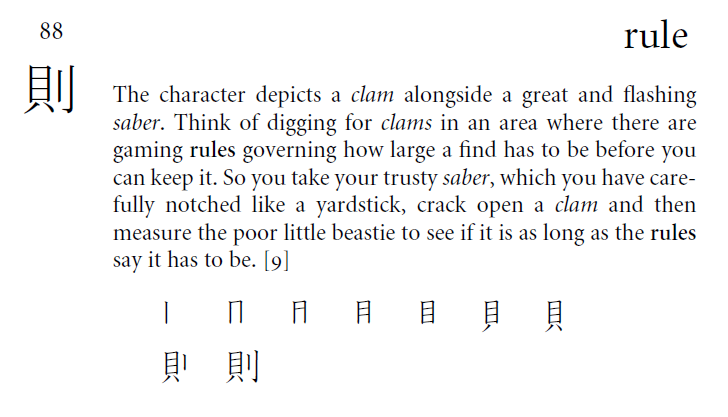 88
rule
則
The character depicts a clam alongside a great and flashing
saber. Think of digging for clams in an area where there are
gaming rules governing how large a find has to be before you
can keep it. So you take your trusty saber, which you have care-
fully notched like a yardstick, crack open a clam and then
measure the poor little beastie to see if it is as long as the rules
say it has to be. [9]
丨 冂 月 月 目 貝 貝
則 則